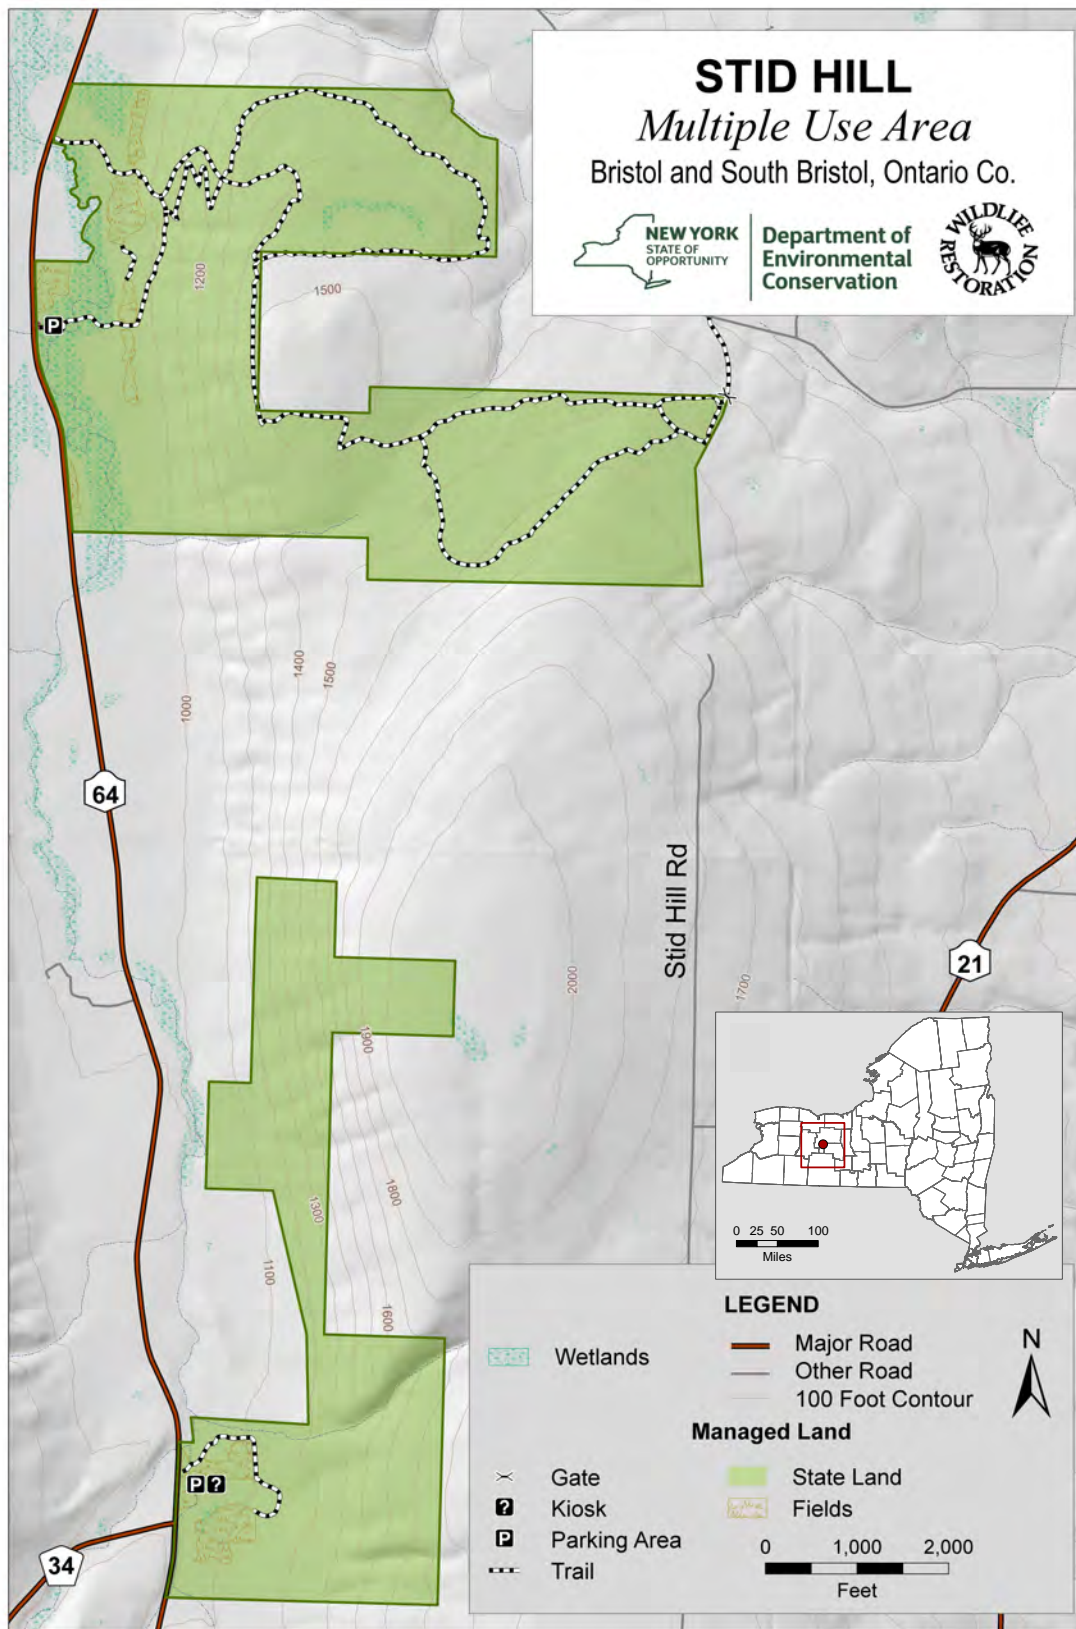 STID HILL
Multiple Use Area
Bristol and South Bristol, Ontario Co.
NEW YORK
STATE OF
OPPORTUNITY
Department of
Environmental
Conservation
WILDLIFE
RESTORATION
1200
1500
P
1400
1500
1000
64
Stid Hill Rd
21
2000
1700
1600
1800
1300
1100
1900
P ?
34
0 25 50 100
Miles
LEGEND
Wetlands
Major Road
Other Road
100 Foot Contour
N
Managed Land
Gate
State Land
? Kiosk
Fields
P Parking Area
Trail
0 1,000 2,000
Feet